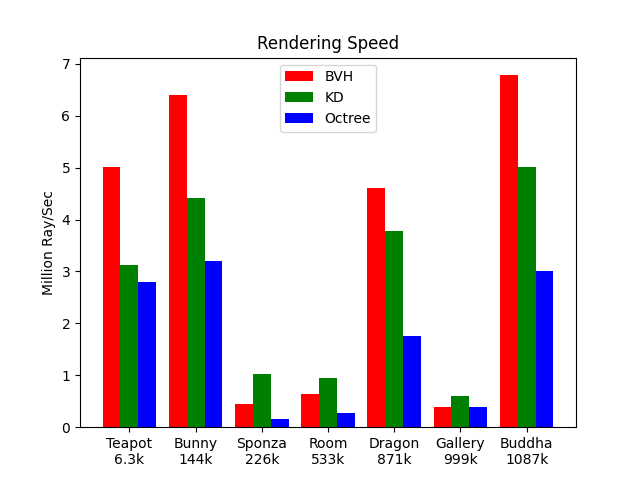 Rendering Speed
BVH
KD
Octree
Million Ray/Sec
7
6
5
4
3
2
1
0
Teapot Bunny Sponza Room Dragon Gallery Buddha
6.3k 144k 226k 533k 871k 999k 1087k